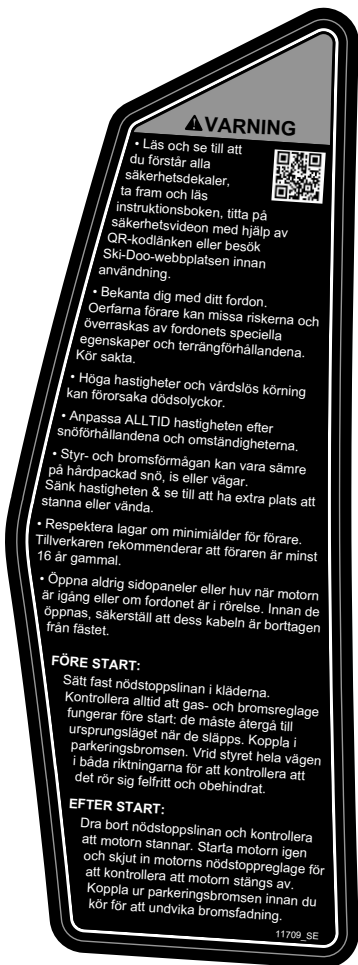 ⚠VARNING
• Läs och se till att
du förstår alla
säkerhetsdekaler,
ta fram och läs
instruktionsboken, titta på
säkerhetsvideon med hjälp av
QR-kodlänken eller besök
Ski-Doo-webbplatsen innan
användning.
• Bekanta dig med ditt fordon.
Oerfarna förare kan missa riskerna och
överraskas av fordonets speciella
egenskaper och terrängförhållandena.
Kör sakta.
• Höga hastigheter och vårdslös körning
kan förorsaka dödsolyckor.
• Anpassa ALLTID hastigheten efter
snöförhållandena och omständigheterna.
• Styr- och bromsförmågan kan vara sämre
på hårdpackad snö, is eller vägar.
Sänk hastigheten & se till att ha extra plats att
stanna eller vända.
• Respektera lagar om minimiålder för förare.
Tillverkaren rekommenderar att föraren är minst
16 år gammal.
• Öppna aldrig sidopaneler eller huv när motorn
är igång eller om fordonet är i rörelse. Innan de
öppnas, säkerställ att dess kabeln är borttagen
från fästet.
FÖRE START:
Sätt fast nödstoppslinan i kläderna.
Kontrollera alltid att gas- och bromsreglage
fungerar före start: de måste återgå till
ursprungsläget när de släpps. Koppla i
parkeringsbromsen. Vrid styret hela vägen
i båda riktningarna för att kontrollera att
det rör sig felfritt och obehindrat.
EFTER START:
Dra bort nödstoppslinan och kontrollera
att motorn stannar. Starta motorn igen
och skjut in motorns nödstoppreglage för
att kontrollera att motorn stängs av.
Koppla ur parkeringsbromsen innan du
kör för att undvika bromsfadning.
11709_SE